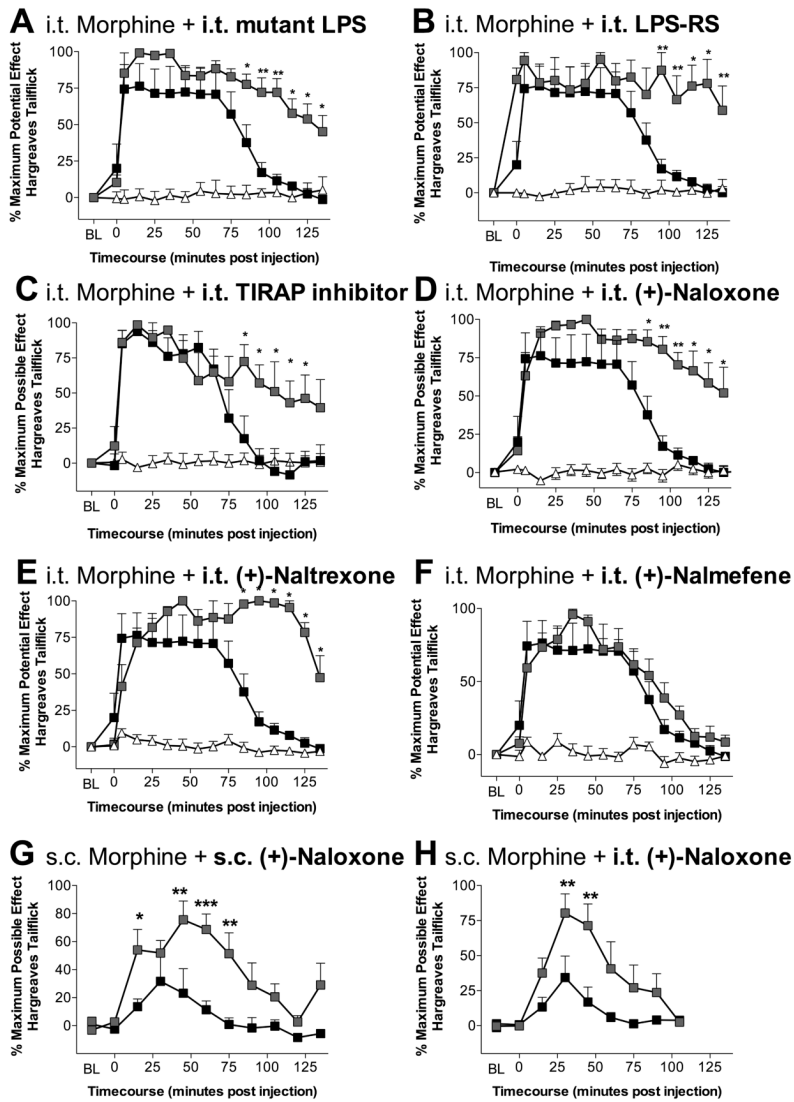 A i.t. Morphine + i.t. mutant LPS
% Maximum Potential Effect
Hargreaves Tailflick
100
75
50
25
0
* ** ** * * *
BL 0 25 50 75 100 125
Timecourse (minutes post injection)
B i.t. Morphine + i.t. LPS-RS
% Maximum Potential Effect
Hargreaves Tailflick
100
75
50
25
0
** ** * * **
BL 0 25 50 75 100 125
Timecourse (minutes post injection)
C i.t. Morphine + i.t. TIRAP inhibitor
% Maximum Possible Effect
Hargreaves Tailflick
100
75
50
25
0
* * * * *
BL 0 25 50 75 100 125
Timecourse (minutes post injection)
D i.t. Morphine + i.t. (+)-Naloxone
% Maximum Possible Effect
Hargreaves Tailflick
100
75
50
25
0
* ** ** * * *
BL 0 25 50 75 100 125
Timecourse (minutes post injection)
E i.t. Morphine + i.t. (+)-Naltrexone
% Maximum Possible Effect
Hargreaves Tailflick
100
75
50
25
0
* * * * * *
BL 0 25 50 75 100 125
Timecourse (minutes post injection)
F i.t. Morphine + i.t. (+)-Nalmefene
% Maximum Possible Effect
Hargreaves Tailflick
100
50
0
BL 0 25 50 75 100 125
Timecourse (minutes post injection)
G s.c. Morphine + s.c. (+)-Naloxone
% Maximum Possible Effect
Hargreaves Tailflick
100
80
60
40
20
0
* ** *** **
BL 0 25 50 75 100 125
Timecourse (minutes post injection)
H s.c. Morphine + i.t. (+)-Naloxone
% Maximum Possible Effect
Hargreaves Tailflick
100
75
50
25
0
** **
BL 0 25 50 75 100 125
Timecourse (minutes post injection)